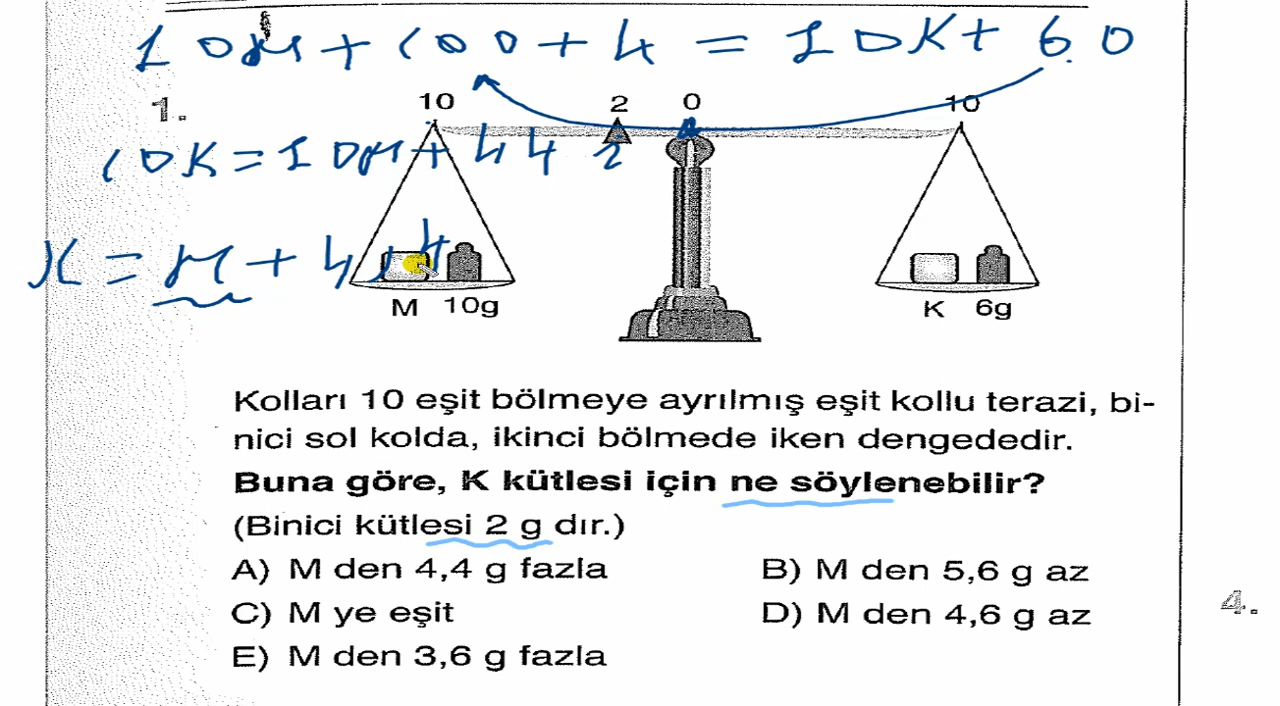 10M + 100 + 4 = 10K + 60
1.
10 2 0 10
10K = 10M + 44
2
K = M + 4,4
M 10g K 6g
Kolları 10 eşit bölmeye ayrılmış eşit kollu terazi, bi-
nici sol kolda, ikinci bölmede iken dengededir.
Buna göre, K kütlesi için ne söylenebilir?
(Binici kütlesi 2 g dır.)
A) M den 4,4 g fazla B) M den 5,6 g az
C) M ye eşit D) M den 4,6 g az
E) M den 3,6 g fazla
4.